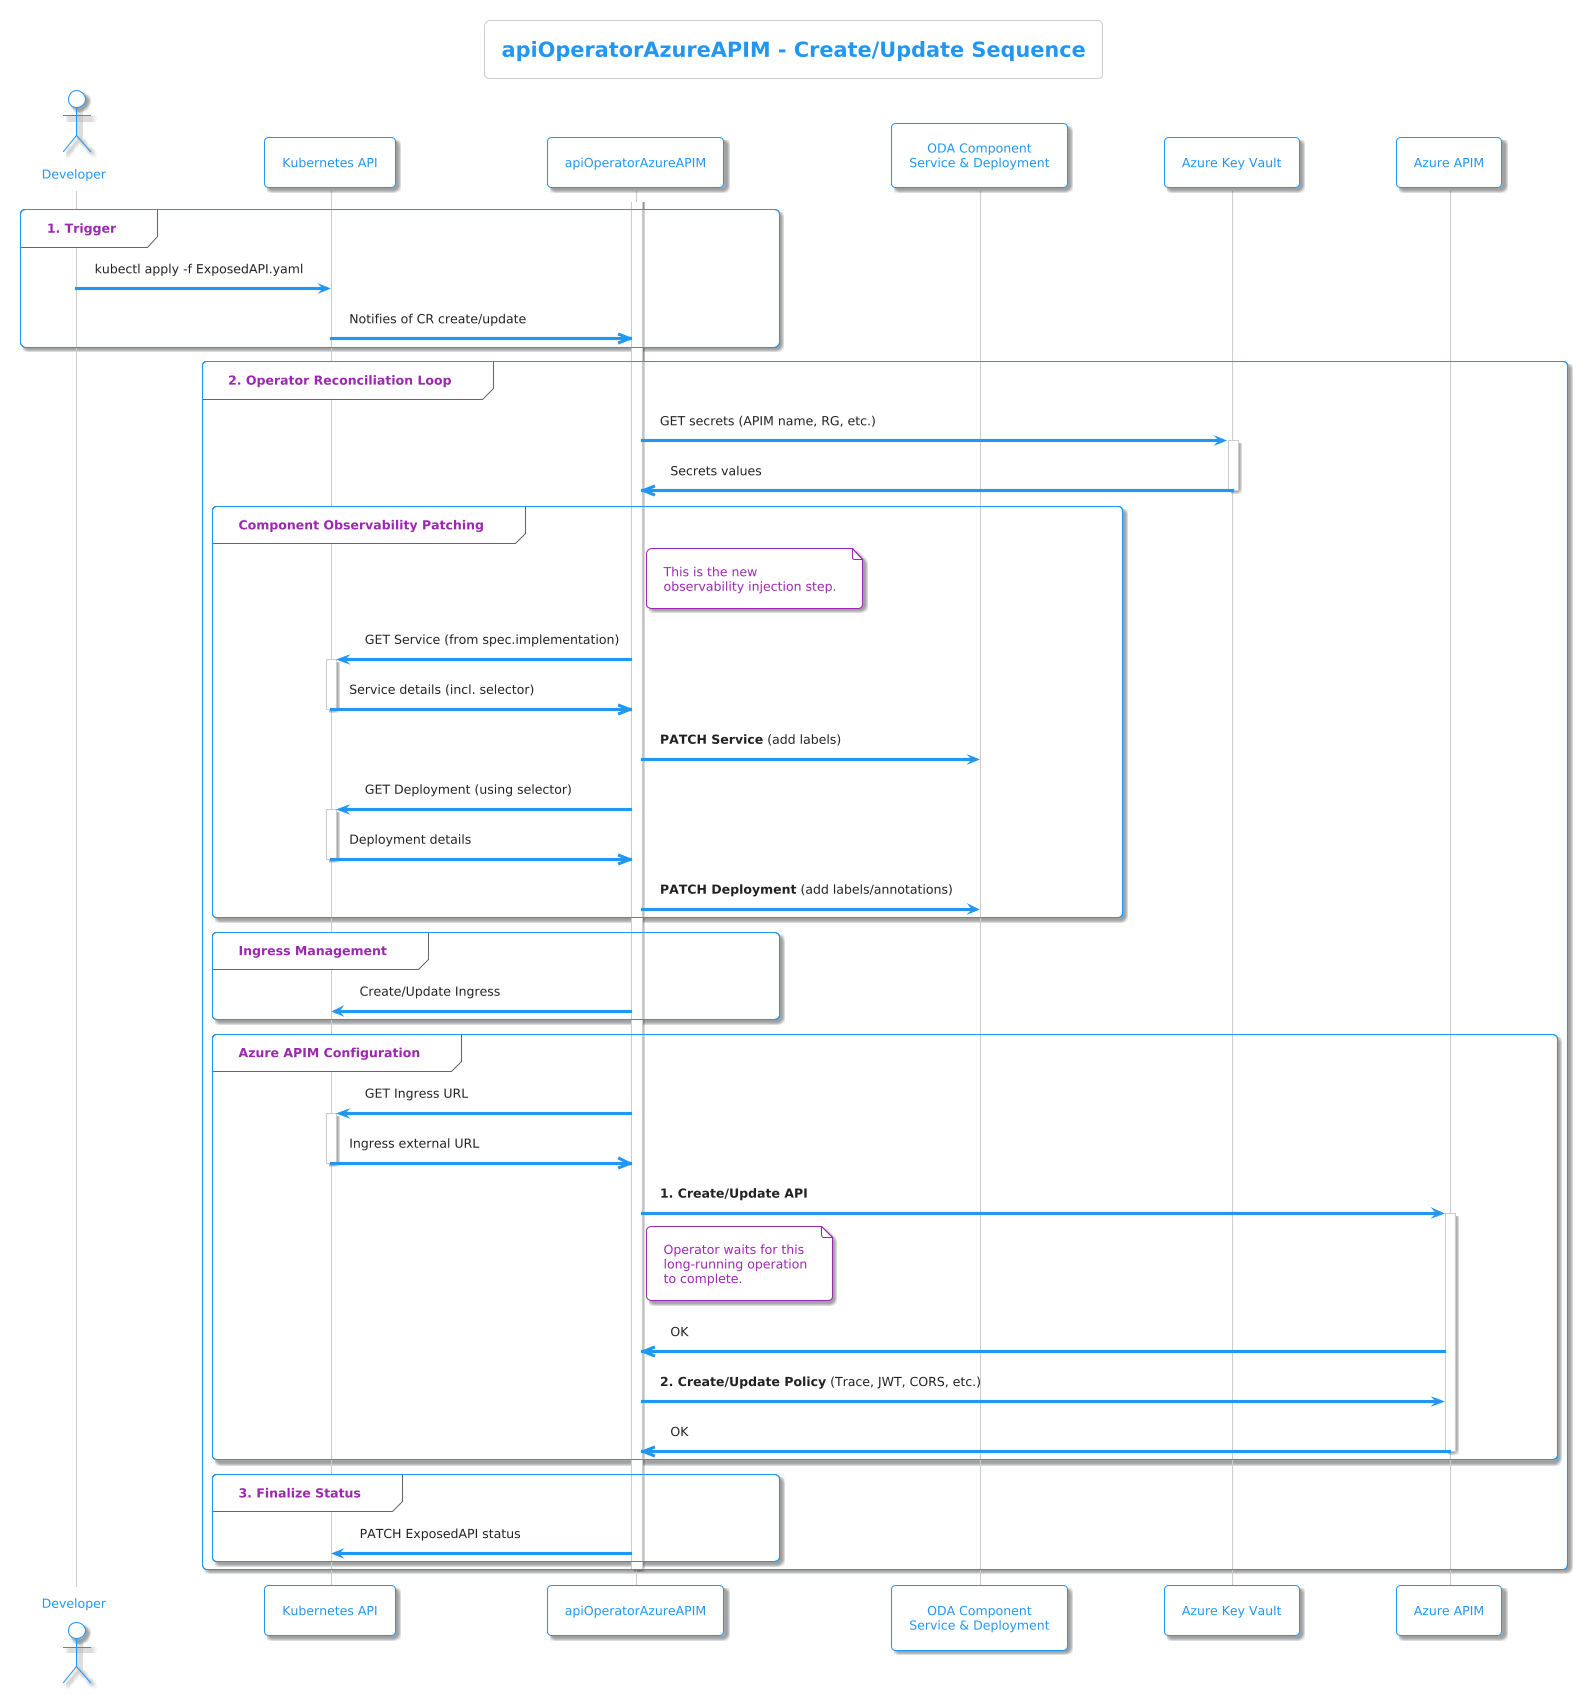 apiOperatorAzureAPIM - Create/Update Sequence
Developer
Kubernetes API
apiOperatorAzureAPIM
ODA Component
Service & Deployment
Azure Key Vault
Azure APIM
1. Trigger
kubectl apply -f ExposedAPI.yaml
Notifies of CR create/update
2. Operator Reconciliation Loop
GET secrets (APIM name, RG, etc.)
Secrets values
Component Observability Patching
This is the new
observability injection step.
GET Service (from spec.implementation)
Service details (incl. selector)
PATCH Service (add labels)
GET Deployment (using selector)
Deployment details
PATCH Deployment (add labels/annotations)
Ingress Management
Create/Update Ingress
Azure APIM Configuration
GET Ingress URL
Ingress external URL
1. Create/Update API
Operator waits for this
long-running operation
to complete.
OK
2. Create/Update Policy (Trace, JWT, CORS, etc.)
OK
3. Finalize Status
PATCH ExposedAPI status
Developer
Kubernetes API
apiOperatorAzureAPIM
ODA Component
Service & Deployment
Azure Key Vault
Azure APIM